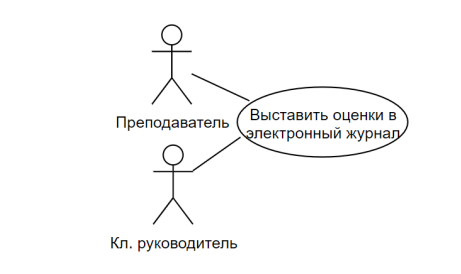 Преподаватель
Выставить оценки в
электронный журнал
Кл. руководитель